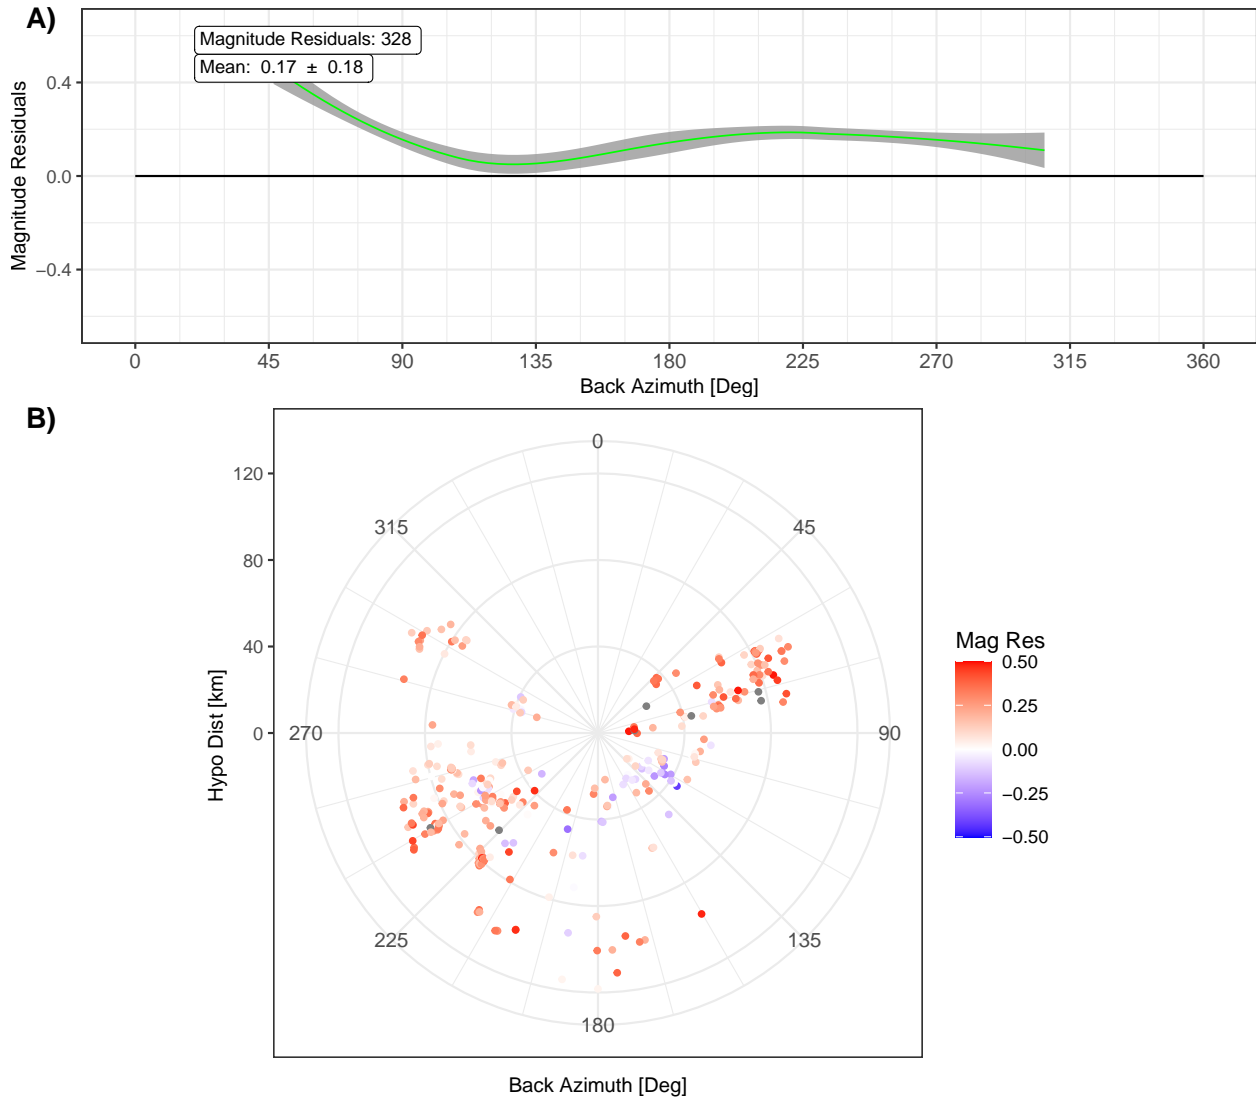 A)
Magnitude Residuals: 328
Mean:  0.17  ±  0.18
Magnitude Residuals
0.4
0.0
−0.4
0 45 90 135 180 225 270 315 360
Back Azimuth [Deg]
B)
Hypo Dist [km]
120
80
40
0
0
45
90
135
180
225
270
315
Back Azimuth [Deg]
Mag Res
0.50
0.25
0.00
−0.25
−0.50